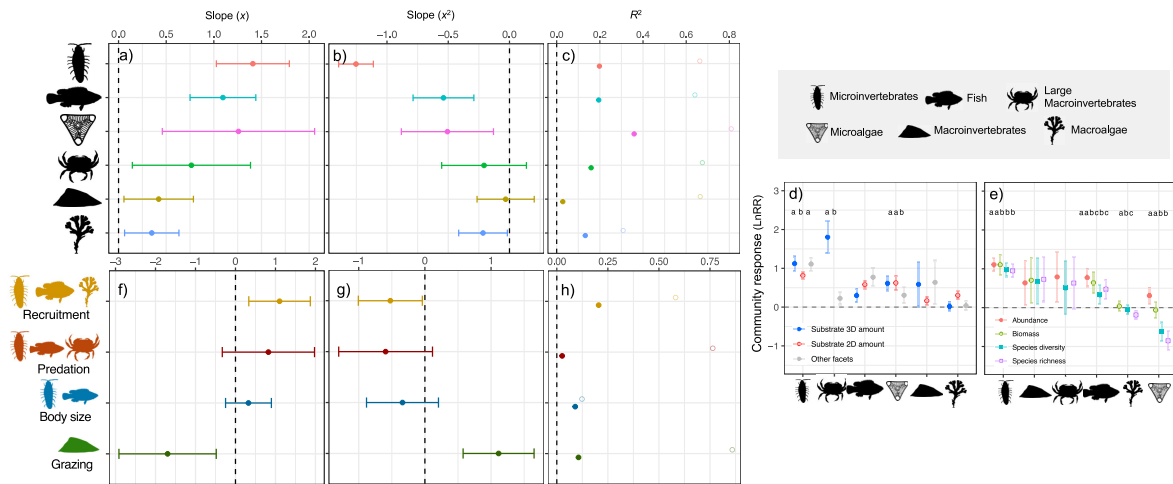 Slope (x)
Slope (x²)
R²
0.0 0.5 1.0 1.5 2.0
−1.0 −0.5 0.0
0.0 0.2 0.4 0.6 0.8
a)
b)
c)
Microinvertebrates
Fish
Large
Macroinvertebrates
Microalgae
Macroinvertebrates
Macroalgae
−3 −2 0 1 2
−1 0 1
0.00 0.25 0.50 0.75
f)
g)
h)
Recruitment
Predation
Body size
Grazing
Community response (LnRR)
3
2
1
0
−1
d)
a b a
a b
a a b
Substrate 3D amount
Substrate 2D amount
Other facets
e)
a a b b b
a a b c b c
a b c
a a b b
Abundance
Biomass
Species diversity
Species richness